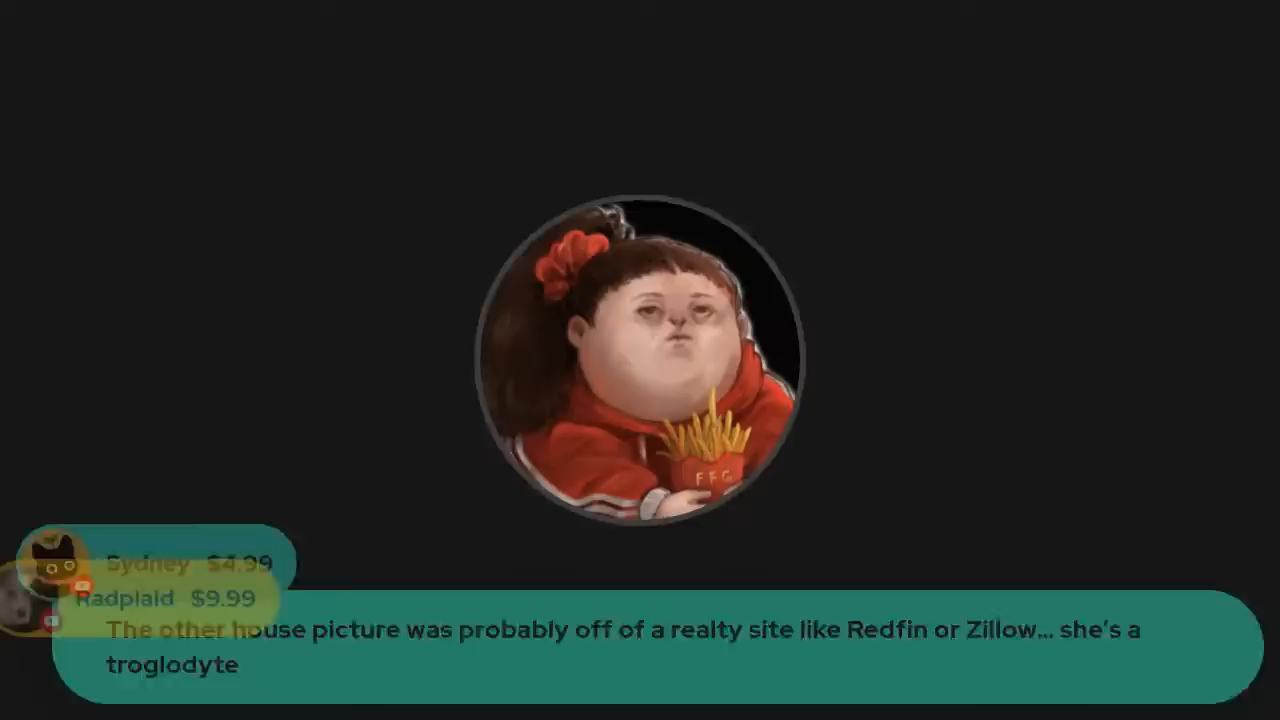 FFG
Sydney $4.99
Radplaid $9.99
The other house picture was probably off of a realty site like Redfin or Zillow... she's a
troglodyte